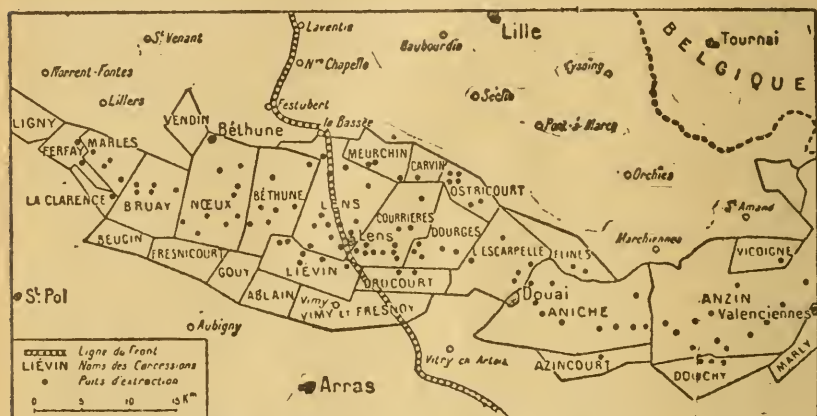 Laventie
Lille
St Venant
Haubourdin
Tournai
BELGIQUE
Nve Chapelle
Cysoing
Norrent-Fontes
Lillers
Festubert
Seclin
Pont-à-Marcq
la Bassée
LIGNY
VENDIN
Béthune
FERFAY
MARLES
MEURCHIN
CARVIN
Orchies
LA CLARENCE
BRUAY
NŒUX
BÉTHUNE
LENS
OSTRICOURT
St Amand
COURRIÈRES
DOURGES
BEUGIN
FRESNICOURT
Lens
L'ESCARPELLE
FLINES
Marchiennes
VICOIGNE
GOUY
LIÉVIN
DROCOURT
St Pol
ABLAIN
Vimy
VIMY ET FRESNOY
Douai
ANICHE
ANZIN
Valenciennes
Aubigny
Vitry en Artois
AZINCOURT
DOUCHY
MARLY
Arras
Ligne du Front
LIÉVIN Noms des Concessions
Puits d'extraction
0 5 10 15 Km